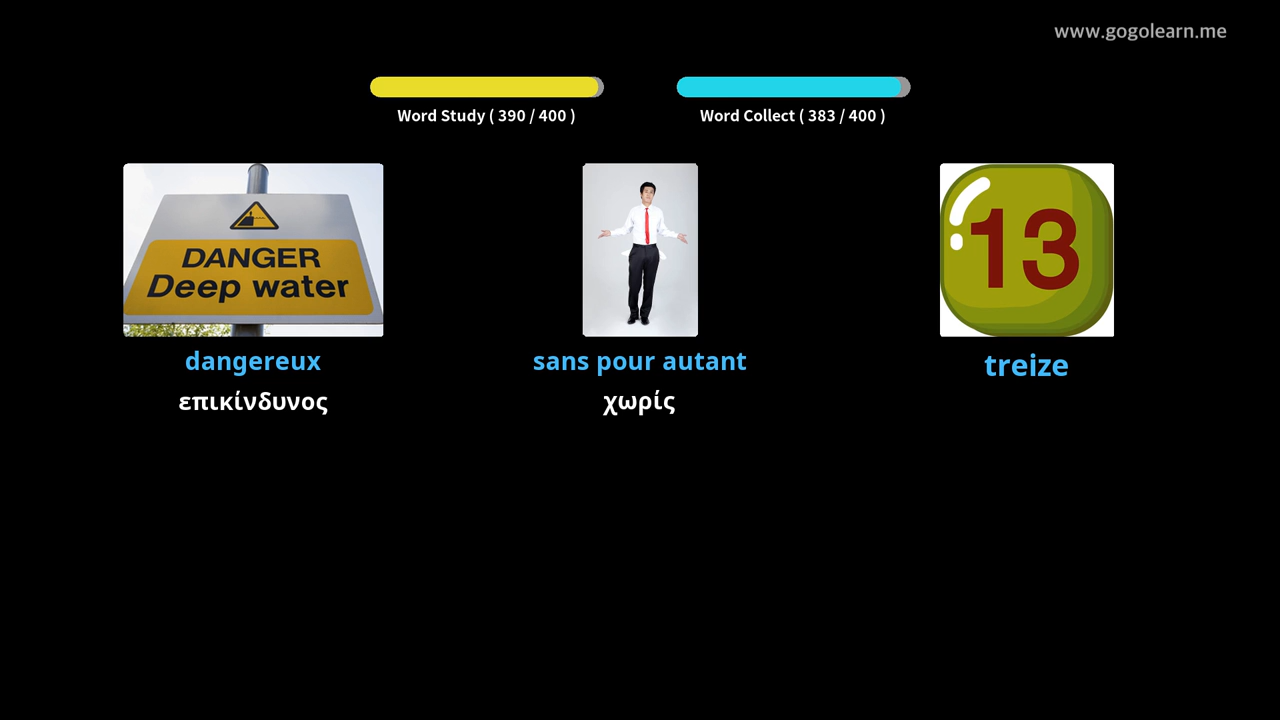 www.gogolearn.me
Word Study ( 390 / 400 )
Word Collect ( 383 / 400 )
DANGER
Deep water
13
dangereux
sans pour autant
treize
επικίνδυνος
χωρίς